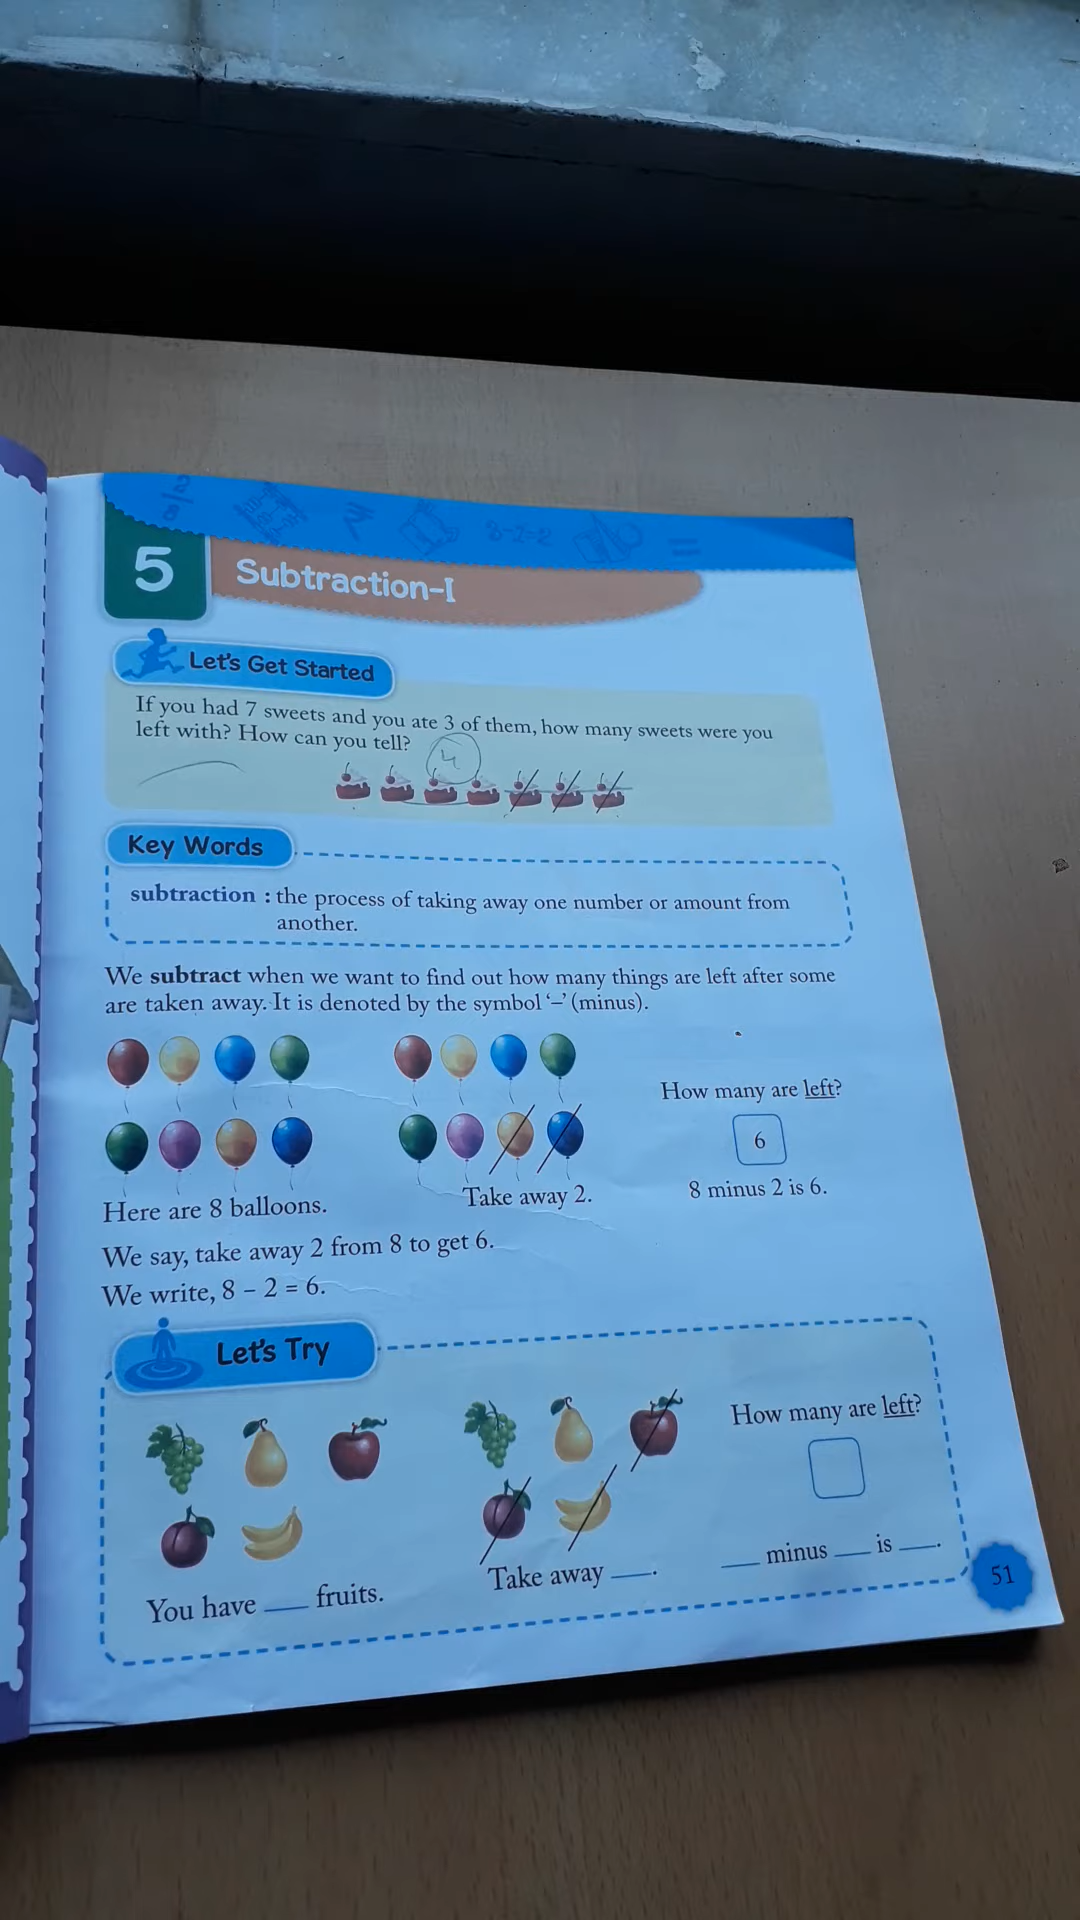 8-2=2
5
Subtraction-I
Let's Get Started
If you had 7 sweets and you ate 3 of them, how many sweets were you
left with? How can you tell?
4
Key Words
subtraction : the process of taking away one number or amount from
another.
We subtract when we want to find out how many things are left after some
are taken away. It is denoted by the symbol ‘–’ (minus).
How many are left?
6
Here are 8 balloons.
Take away 2.
8 minus 2 is 6.
We say, take away 2 from 8 to get 6.
We write, 8 – 2 = 6.
Let's Try
How many are left?
You have ___ fruits.
Take away ___.
___ minus ___ is ___.
51